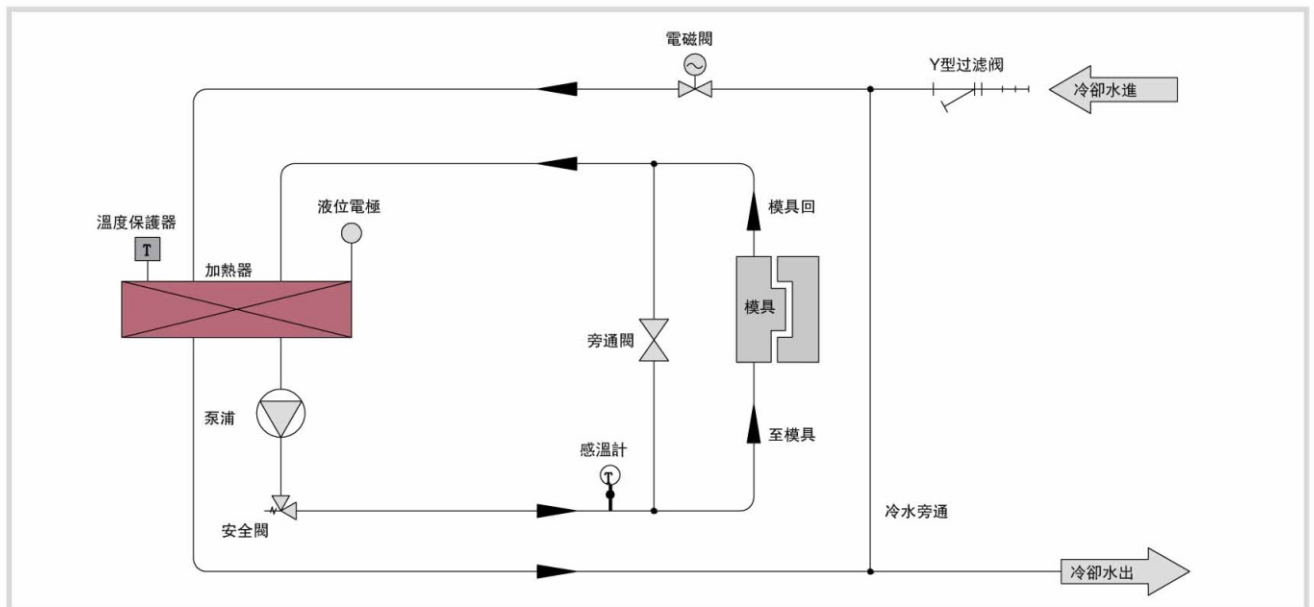 電磁閥
Y型过滤阀
冷卻水進
溫度保護器
T
液位電極
加熱器
模具回
模具
旁通閥
泵浦
至模具
感溫計
T
安全閥
冷水旁通
冷卻水出